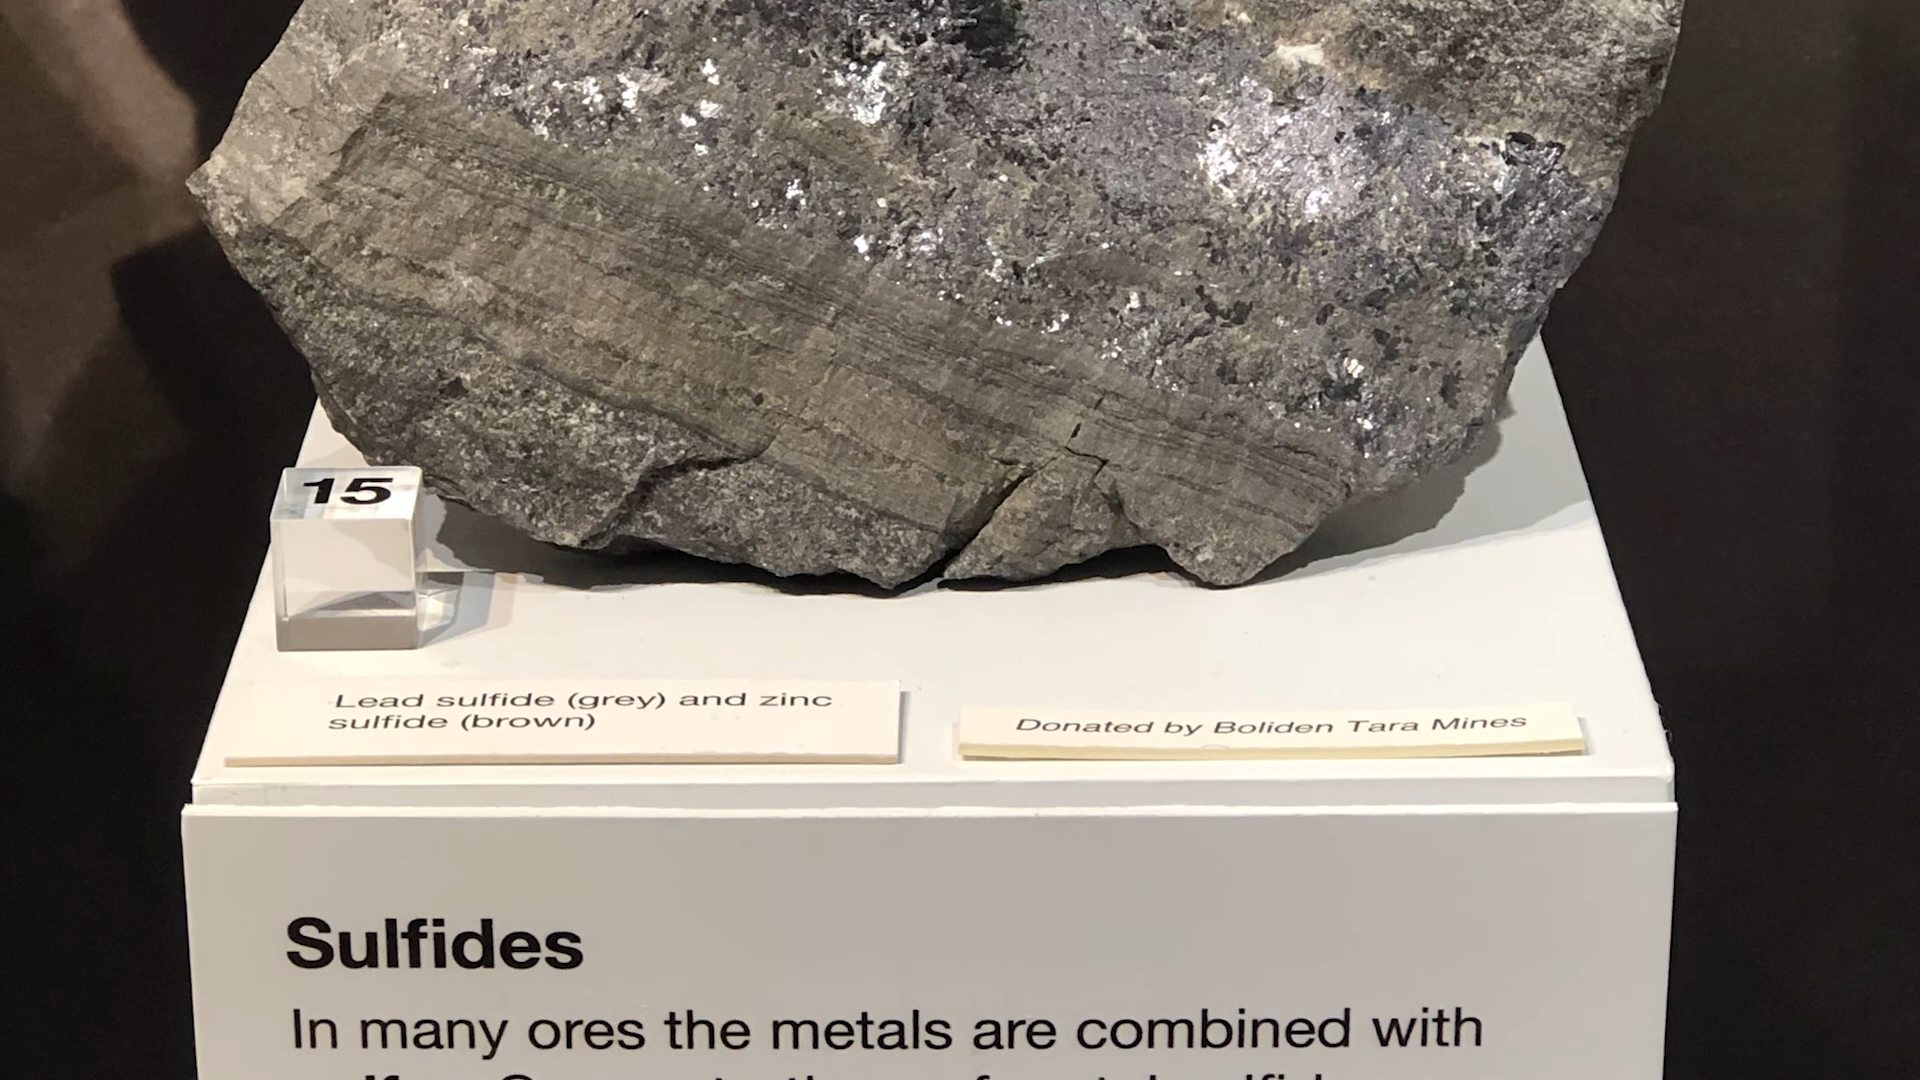 15
Lead sulfide (grey) and zinc
sulfide (brown)
Donated by Boliden Tara Mines
Sulfides
In many ores the metals are combined with